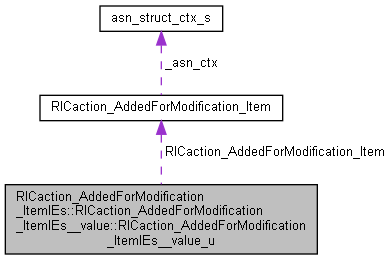 asn_struct_ctx_s
_asn_ctx
RICaction_AddedForModification_Item
RICaction_AddedForModification_Item
RICaction_AddedForModification
_ItemIEs::RICaction_AddedForModification
_ItemIEs__value::RICaction_AddedForModification
_ItemIEs__value_u